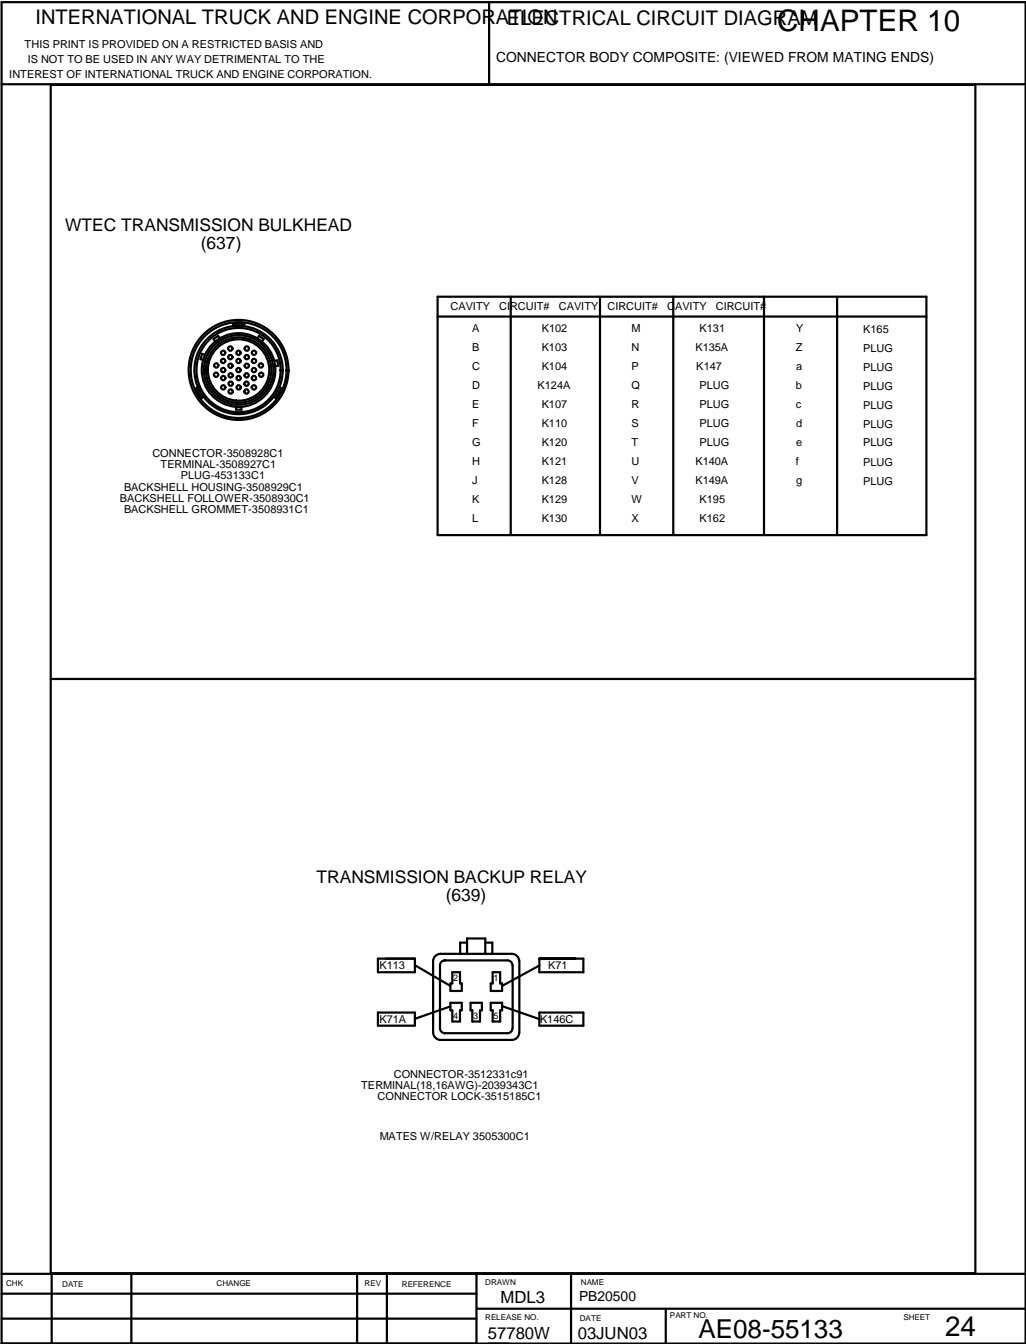 INTERNATIONAL TRUCK AND ENGINE CORPORATION
THIS PRINT IS PROVIDED ON A RESTRICTED BASIS AND
IS NOT TO BE USED IN ANY WAY DETRIMENTAL TO THE
INTEREST OF INTERNATIONAL TRUCK AND ENGINE CORPORATION.
ELECTRICAL CIRCUIT DIAGRAM
CHAPTER 10
CONNECTOR BODY COMPOSITE: (VIEWED FROM MATING ENDS)
WTEC TRANSMISSION BULKHEAD
(637)
CONNECTOR-3508928C1
TERMINAL-3508927C1
PLUG-453133C1
BACKSHELL HOUSING-3508929C1
BACKSHELL FOLLOWER-3508930C1
BACKSHELL GROMMET-3508931C1
CAVITY CIRCUIT# CAVITY CIRCUIT# CAVITY CIRCUIT#
A K102 M K131 Y K165
B K103 N K135A Z PLUG
C K104 P K147 a PLUG
D K124A Q PLUG b PLUG
E K107 R PLUG c PLUG
F K110 S PLUG d PLUG
G K120 T PLUG e PLUG
H K121 U K140A f PLUG
J K128 V K149A g PLUG
K K129 W K195
L K130 X K162
TRANSMISSION BACKUP RELAY
(639)
K113 2 1 K71
K71A 4 3 5 K146C
CONNECTOR-3512331c91
TERMINAL(18,16AWG)-2039343C1
CONNECTOR LOCK-3515185C1
MATES W/RELAY 3505300C1
CHK DATE CHANGE REV REFERENCE
DRAWN
MDL3
NAME
PB20500
RELEASE NO.
57780W
DATE
03JUN03
PART NO.
AE08-55133
SHEET 24